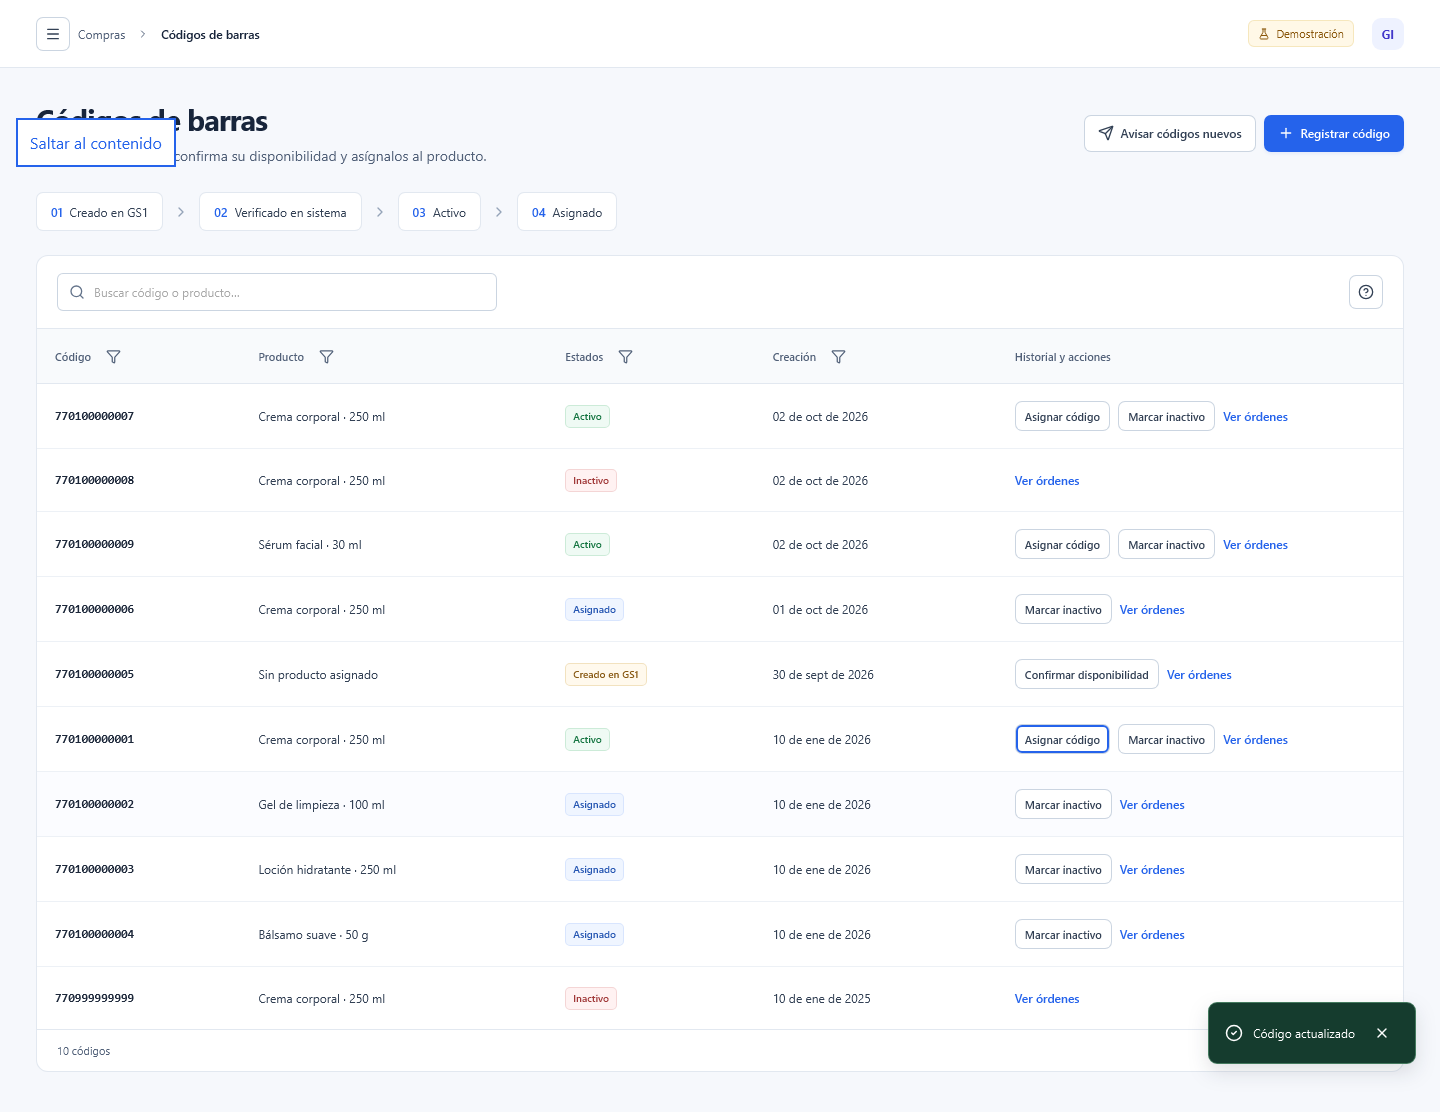 Compras
Códigos de barras
Demostración
GI
Códigos de barras
Saltar al contenido
confirma su disponibilidad y asígnalos al producto.
Avisar códigos nuevos
Registrar código
01 Creado en GS1
02 Verificado en sistema
03 Activo
04 Asignado
Buscar código o producto...
Código Producto Estados Creación Historial y acciones
770100000007 Crema corporal · 250 ml Activo 02 de oct de 2026 Asignar código Marcar inactivo Ver órdenes
770100000008 Crema corporal · 250 ml Inactivo 02 de oct de 2026 Ver órdenes
770100000009 Sérum facial · 30 ml Activo 02 de oct de 2026 Asignar código Marcar inactivo Ver órdenes
770100000006 Crema corporal · 250 ml Asignado 01 de oct de 2026 Marcar inactivo Ver órdenes
770100000005 Sin producto asignado Creado en GS1 30 de sept de 2026 Confirmar disponibilidad Ver órdenes
770100000001 Crema corporal · 250 ml Activo 10 de ene de 2026 Asignar código Marcar inactivo Ver órdenes
770100000002 Gel de limpieza · 100 ml Asignado 10 de ene de 2026 Marcar inactivo Ver órdenes
770100000003 Loción hidratante · 250 ml Asignado 10 de ene de 2026 Marcar inactivo Ver órdenes
770100000004 Bálsamo suave · 50 g Asignado 10 de ene de 2026 Marcar inactivo Ver órdenes
770999999999 Crema corporal · 250 ml Inactivo 10 de ene de 2025 Ver órdenes
10 códigos
Código actualizado